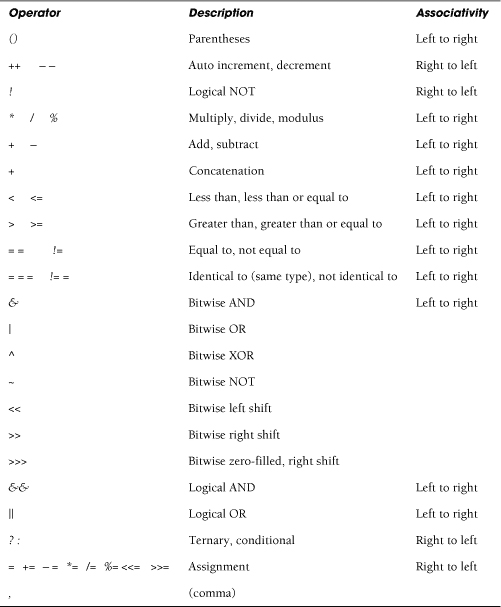 Operator Description Associativity
() Parentheses Left to right
++ – – Auto increment, decrement Right to left
! Logical NOT Right to left
* / % Multiply, divide, modulus Left to right
+ – Add, subtract Left to right
+ Concatenation Left to right
< <= Less than, less than or equal to Left to right
> >= Greater than, greater than or equal to Left to right
= = != Equal to, not equal to Left to right
= = = != = Identical to (same type), not identical to Left to right
& Bitwise AND Left to right
| Bitwise OR
^ Bitwise XOR
~ Bitwise NOT
<< Bitwise left shift
>> Bitwise right shift
>>> Bitwise zero-filled, right shift
&& Logical AND Left to right
|| Logical OR Left to right
? : Ternary, conditional Right to left
= += –= *= /= %= <<= >>= Assignment Right to left
, (comma)